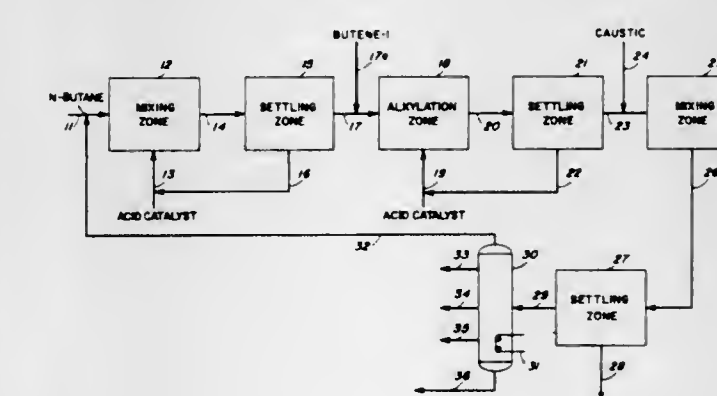 BUTENE-1
CAUSTIC
12
15
17a
18
21
24
N-BUTANE
MIXING
ZONE
SETTLING
ZONE
ALKYLATION
ZONE
SETTLING
ZONE
MIXING
ZONE
11
14
17
20
23
13
16
19
22
26
ACID CATALYST
ACID CATALYST
32
33
30
27
34
29
SETTLING
ZONE
35
31
28
36